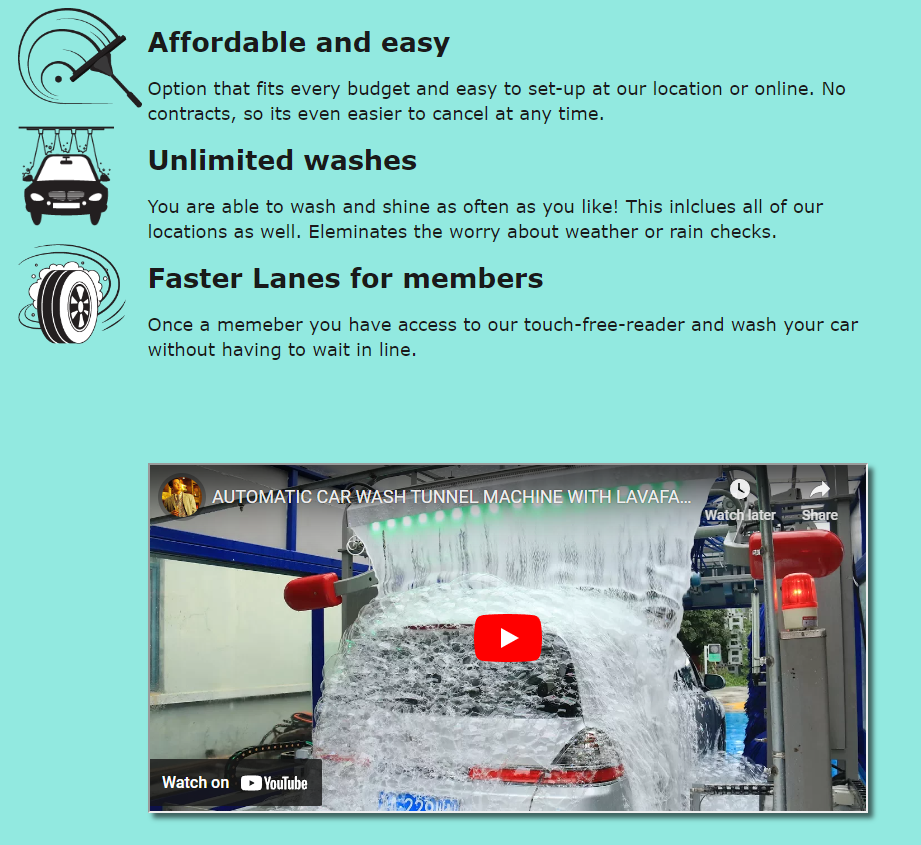 Affordable and easy
Option that fits every budget and easy to set-up at our location or online. No
contracts, so its even easier to cancel at any time.
Unlimited washes
You are able to wash and shine as often as you like! This inlclues all of our
locations as well. Eleminates the worry about weather or rain checks.
Faster Lanes for members
Once a memeber you have access to our touch-free-reader and wash your car
without having to wait in line.
AUTOMATIC CAR WASH TUNNEL MACHINE WITH LAVAFA...
Watch later
Share
Watch on YouTube